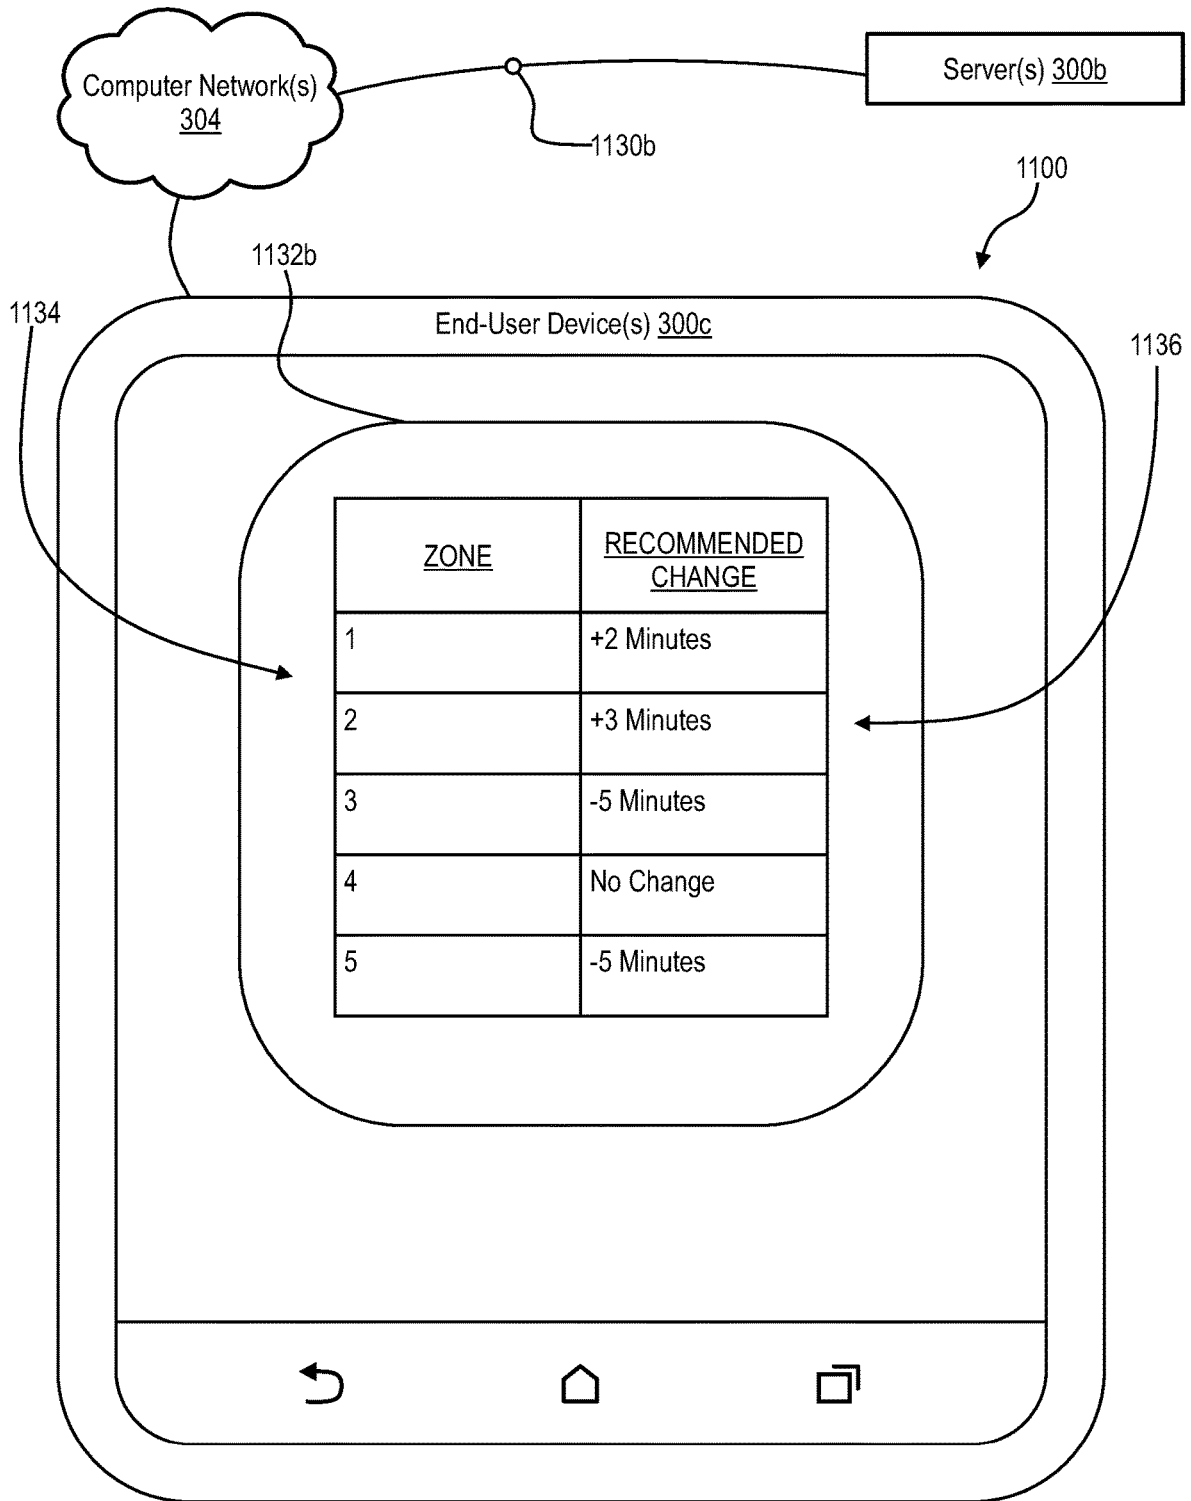 Computer Network(s)
304
Server(s) 300b
1130b
1100
1132b
1134
End-User Device(s) 300c
1136
ZONE
RECOMMENDED
CHANGE
1
+2 Minutes
2
+3 Minutes
3
-5 Minutes
4
No Change
5
-5 Minutes